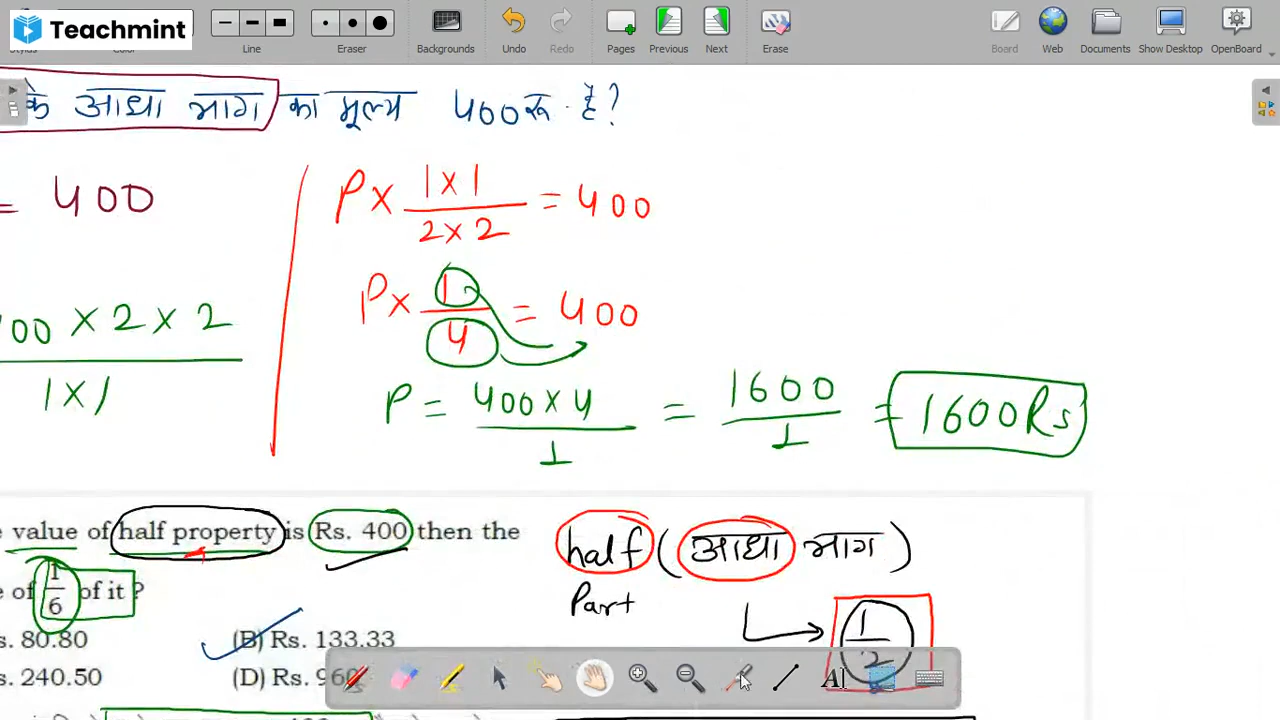 Teachmint
Line
Eraser
Backgrounds
Undo
Redo
Pages
Previous
Next
Erase
Board
Web
Documents
Show Desktop
OpenBoard
के आधा भाग का मूल्य 400रू. है?
= 400
P x 1 x 1 / 2 x 2 = 400
P x 1 / 4 = 400
00 x 2 x 2 / 1 x 1
P = 400 x 4 / 1 = 1600 / 1 = 1600Rs
value of half property is Rs. 400 then the
half (आधा भाग)
of 1/6 of it ?
Part
1/2
s. 80.80 (B) Rs. 133.33
s. 240.50 (D) Rs. 960